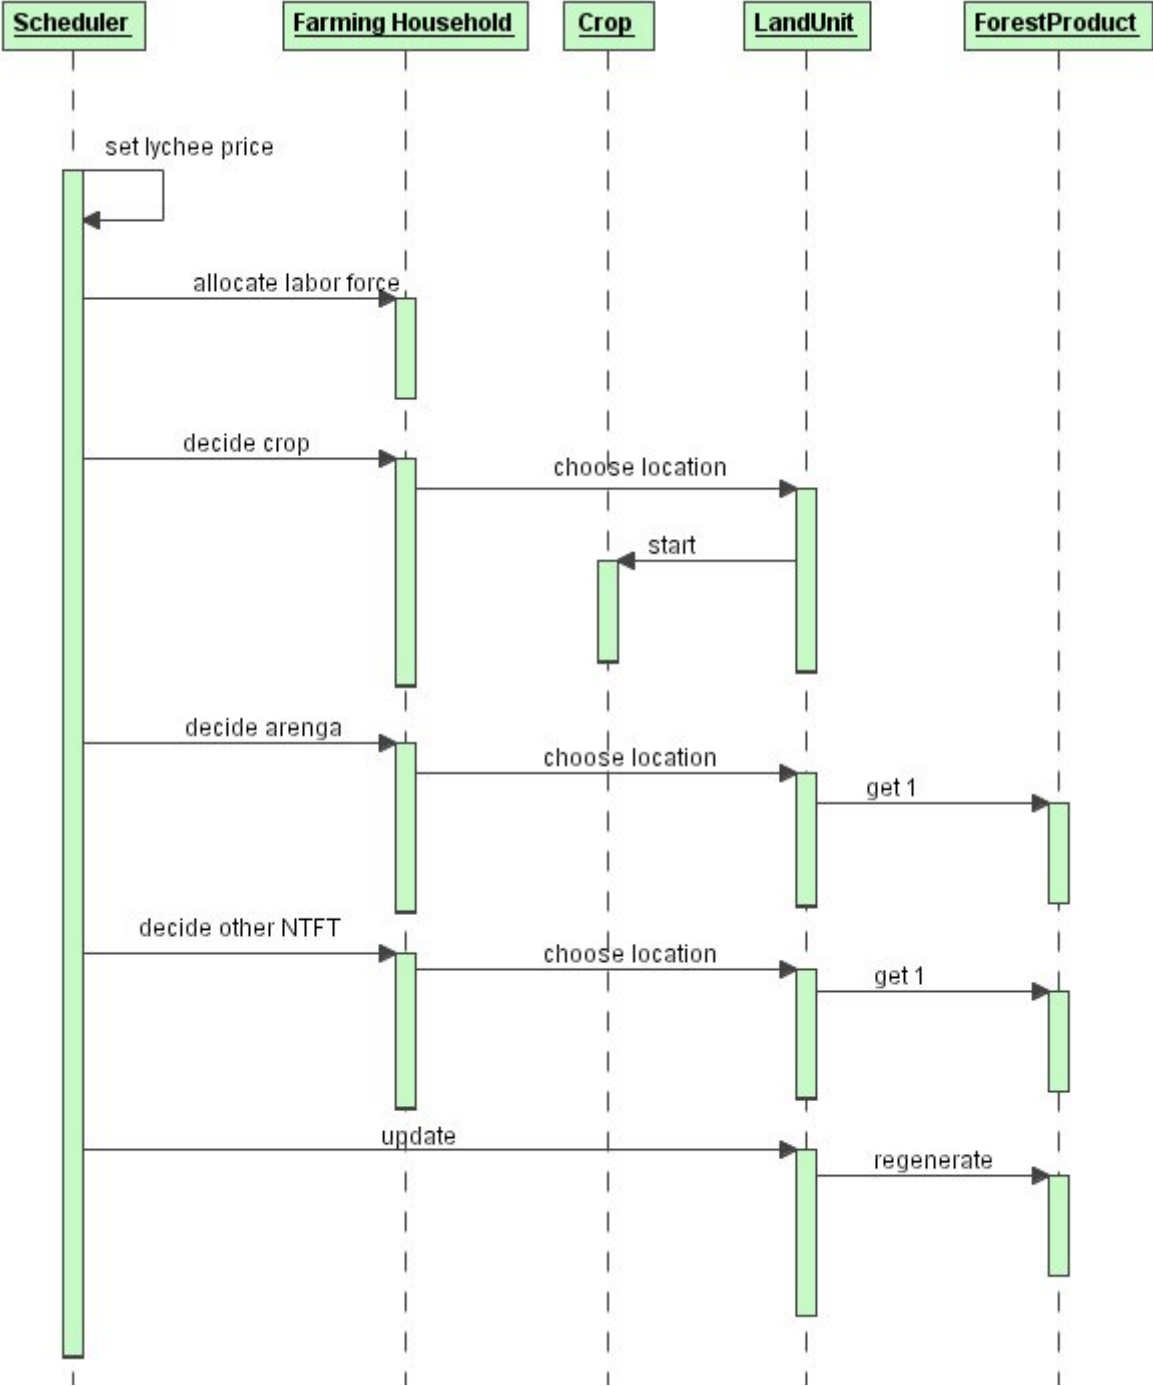 Scheduler
Farming Household
Crop
LandUnit
ForestProduct
set lychee price
allocate labor force
decide crop
choose location
start
decide arenga
choose location
get 1
decide other NTFT
choose location
get 1
update
regenerate